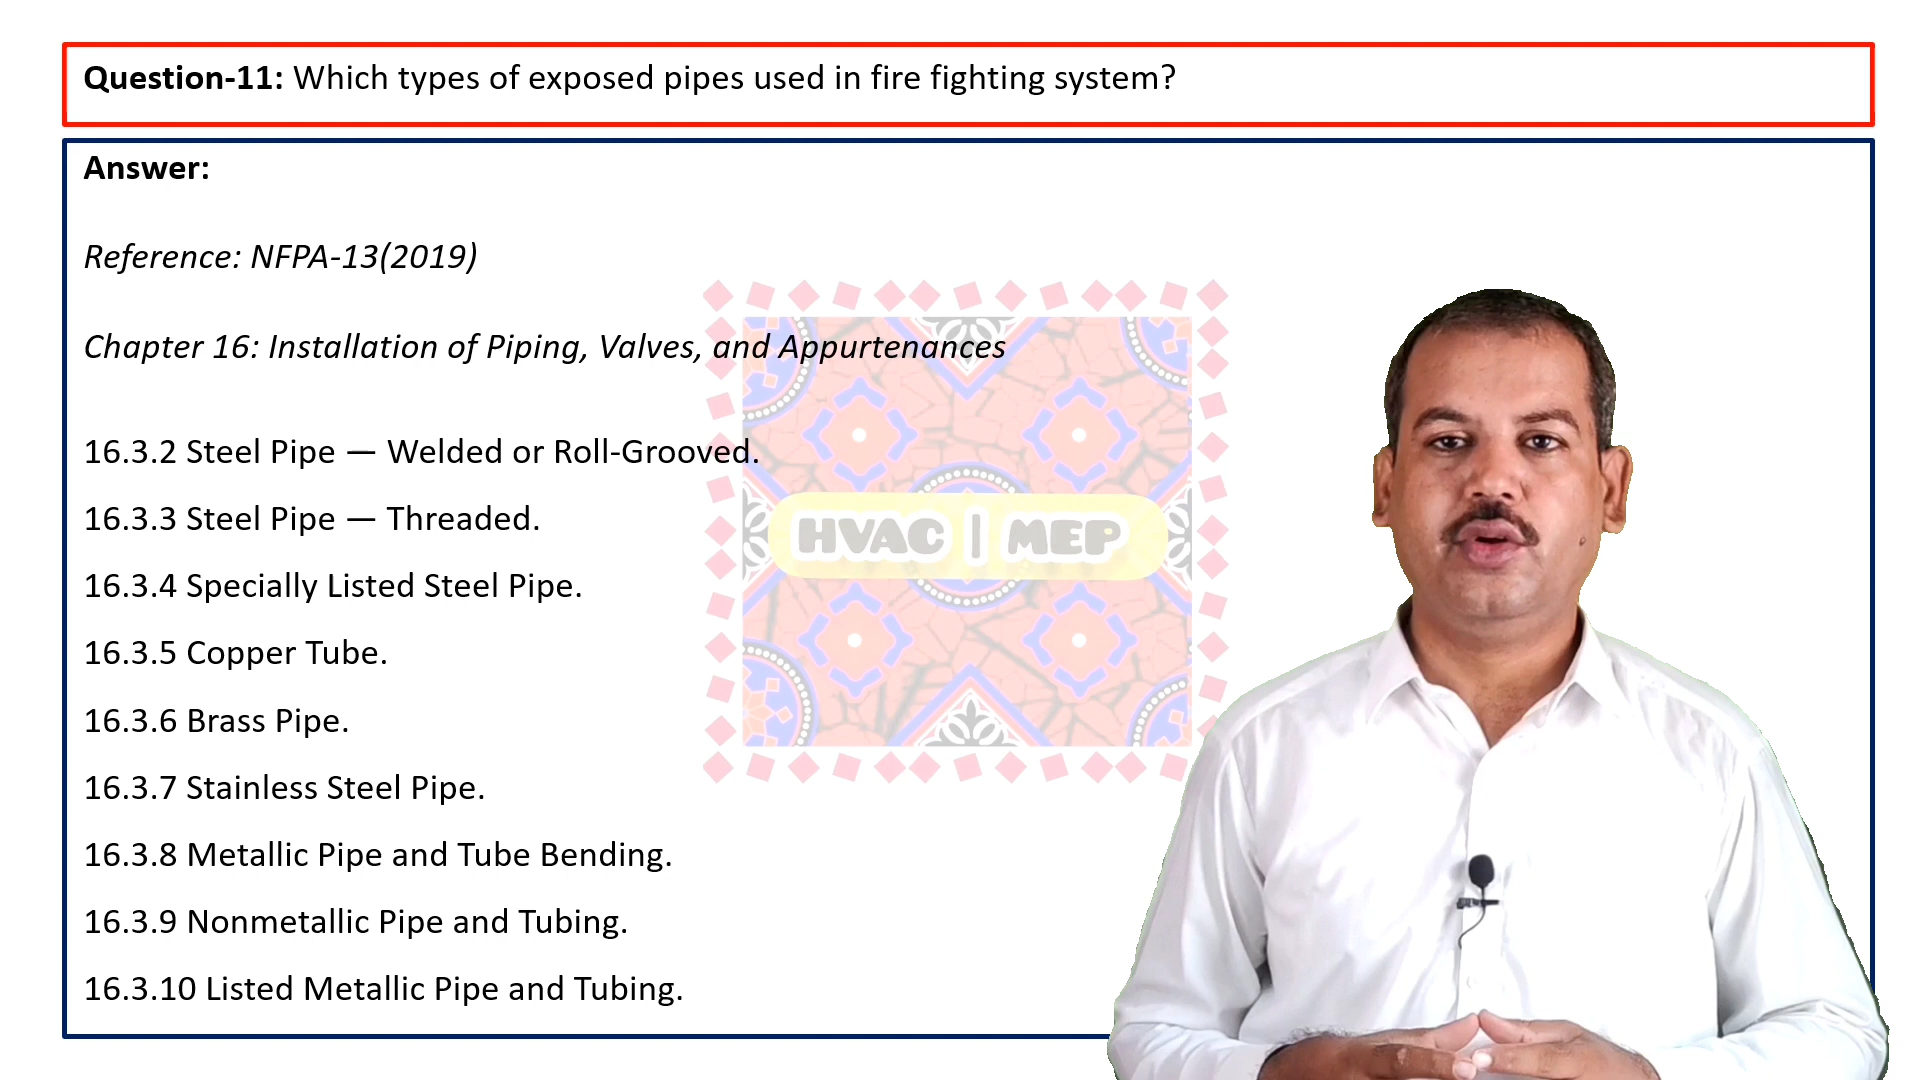 Question-11: Which types of exposed pipes used in fire fighting system?
Answer:
Reference: NFPA-13(2019)
Chapter 16: Installation of Piping, Valves, and Appurtenances
16.3.2 Steel Pipe — Welded or Roll-Grooved.
16.3.3 Steel Pipe — Threaded.
16.3.4 Specially Listed Steel Pipe.
16.3.5 Copper Tube.
16.3.6 Brass Pipe.
16.3.7 Stainless Steel Pipe.
16.3.8 Metallic Pipe and Tube Bending.
16.3.9 Nonmetallic Pipe and Tubing.
16.3.10 Listed Metallic Pipe and Tubing.
HVAC | MEP